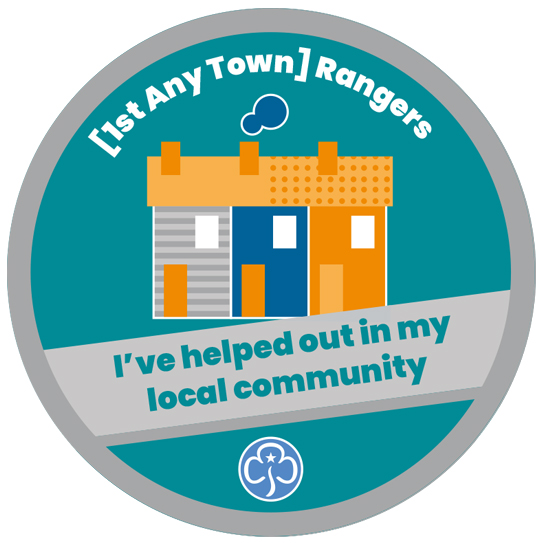 [1st Any Town] Rangers
I’ve helped out in my
local community